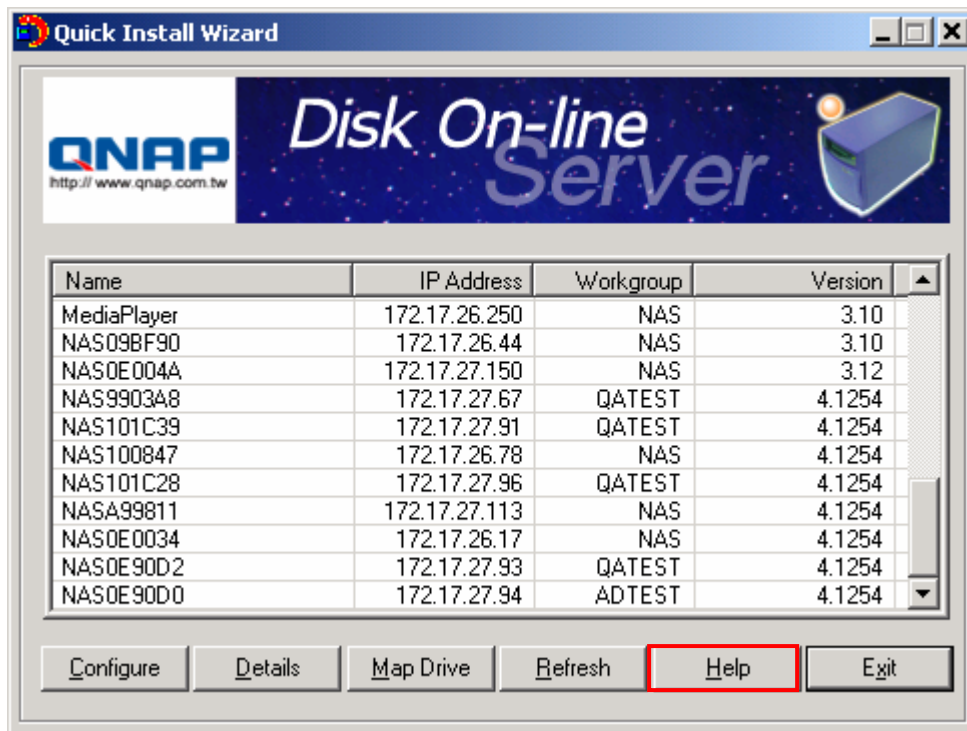 Quick Install Wizard
QNAP
http:// www.qnap.com.tw
Disk On-line
Server
Name IP Address Workgroup Version
MediaPlayer 172.17.26.250 NAS 3.10
NAS09BF90 172.17.26.44 NAS 3.10
NAS0E004A 172.17.27.150 NAS 3.12
NAS9903A8 172.17.27.67 QATEST 4.1254
NAS101C39 172.17.27.91 QATEST 4.1254
NAS100847 172.17.26.78 NAS 4.1254
NAS101C28 172.17.27.96 QATEST 4.1254
NASA99811 172.17.27.113 NAS 4.1254
NAS0E0034 172.17.26.17 NAS 4.1254
NAS0E90D2 172.17.27.93 QATEST 4.1254
NAS0E90D0 172.17.27.94 ADTEST 4.1254
Configure Details Map Drive Refresh Help Exit